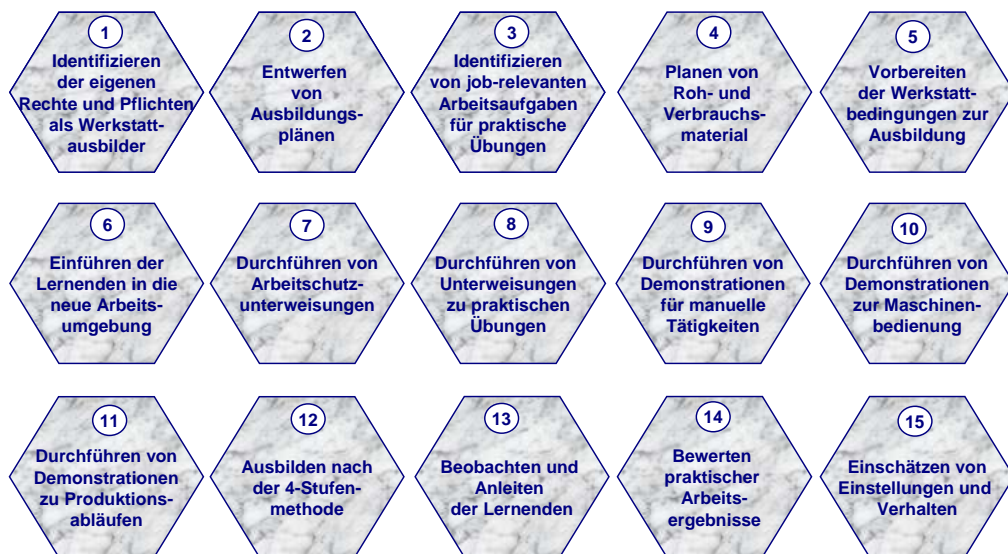 1
Identifizieren
der eigenen
Rechte und Pflichten
als Werkstatt-
ausbilder
2
Entwerfen
von
Ausbildungs-
plänen
3
Identifizieren
von job-relevanten
Arbeitsaufgaben
für praktische
Übungen
4
Planen von
Roh- und
Verbrauchs-
material
5
Vorbereiten
der Werkstatt-
bedingungen zur
Ausbildung
6
Einführen der
Lernenden in die
neue Arbeits-
umgebung
7
Durchführen von
Arbeitschutz-
unterweisungen
8
Durchführen von
Unterweisungen
zu praktischen
Übungen
9
Durchführen von
Demonstrationen
für manuelle
Tätigkeiten
10
Durchführen von
Demonstrationen
zur Maschinen-
bedienung
11
Durchführen von
Demonstrationen
zu Produktions-
abläufen
12
Ausbilden nach
der 4-Stufen-
methode
13
Beobachten und
Anleiten
der Lernenden
14
Bewerten
praktischer
Arbeits-
ergebnisse
15
Einschätzen von
Einstellungen und
Verhalten